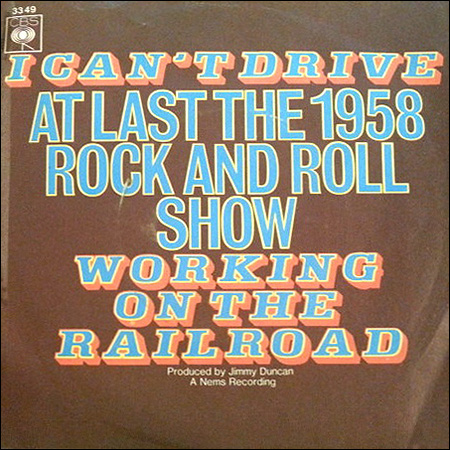 3349
CBS
I CAN'T DRIVE
AT LAST THE 1958
ROCK AND ROLL
SHOW
WORKING
ON THE
RAILROAD
Produced by Jimmy Duncan
A Nems Recording